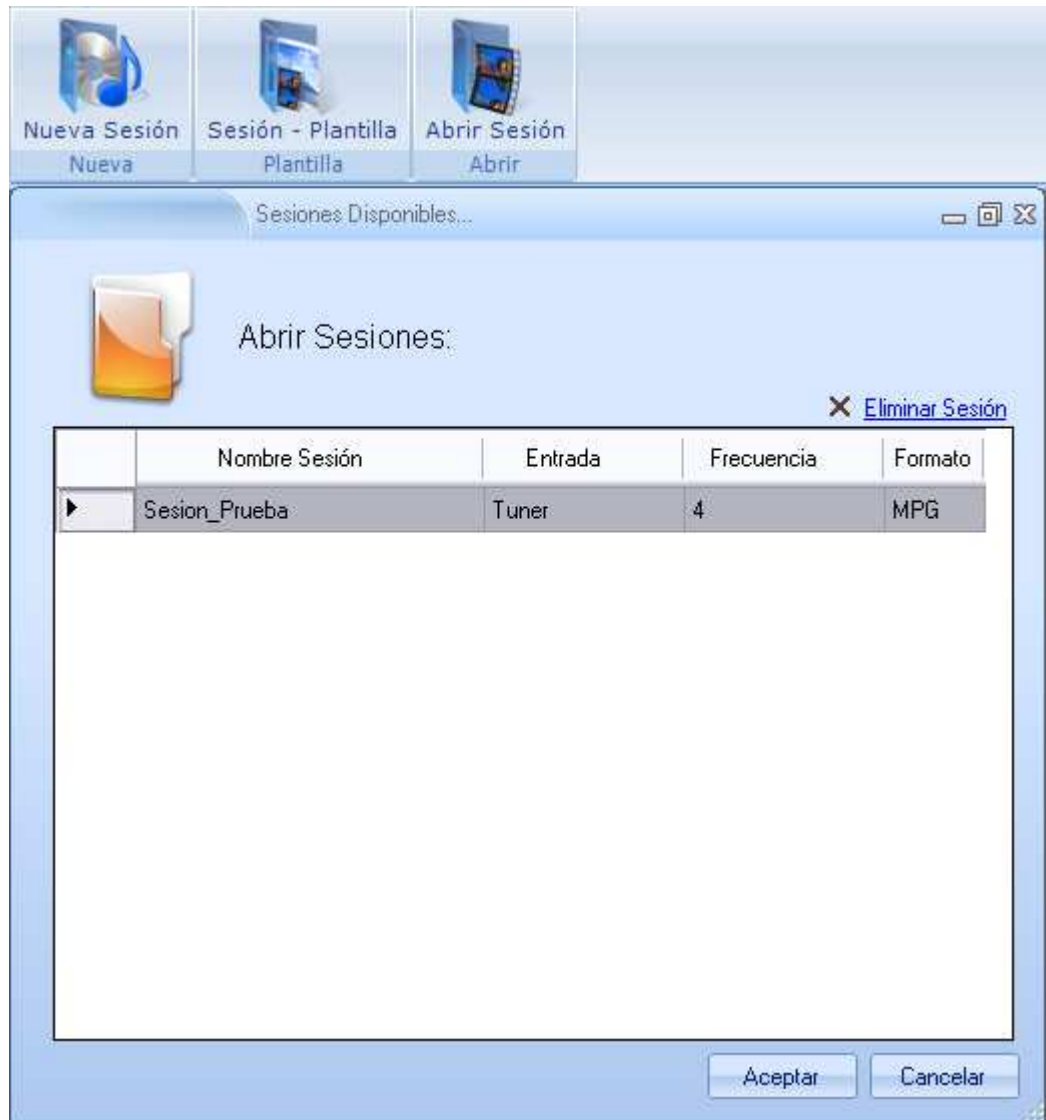 Nueva Sesión Sesión - Plantilla Abrir Sesión
Nueva Plantilla Abrir
Sesiones Disponibles...
Abrir Sesiones:
Eliminar Sesión
Nombre Sesión Entrada Frecuencia Formato
Sesion_Prueba Tuner 4 MPG
Aceptar Cancelar